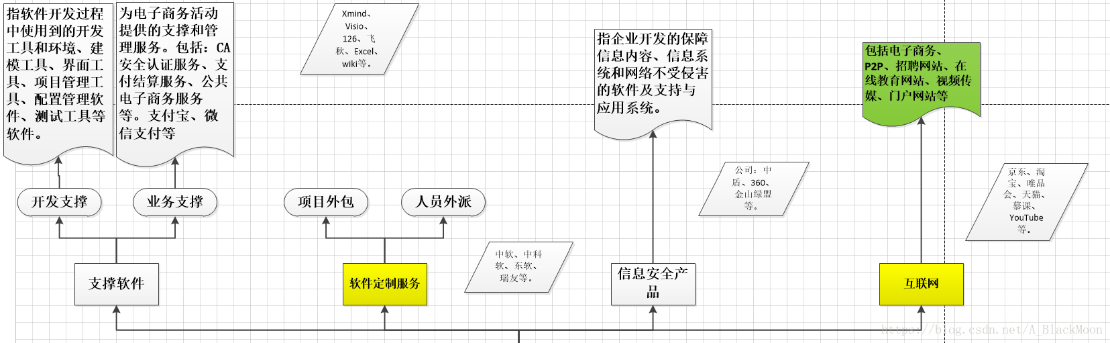 指软件开发过程
中使用到的开发
工具和环境、建
模工具、界面工
具、项目管理工
具、配置管理软
件、测试工具等
软件。
为电子商务活动
提供的支撑和管
理服务。包括：CA
安全认证服务、支
付结算服务、公共
电子商务服务
等。支付宝、微
信支付等
Xmind、
Visio、
126、飞
秋、Excel、
wiki等。
指企业开发的保障
信息内容、信息系
统和网络不受侵害
的软件及支持与
应用系统。
包括电子商务、
P2P、招聘网站、在
线教育网站、视频传
媒、门户网站等
公司：中
盾、360、
金山绿盟
等。
京东、淘
宝、唯品
会、天猫、
慕课、
YouTube
等。
开发支撑
业务支撑
项目外包
人员外派
中软、中科
软、东软、
瑞友等。
支撑软件
软件定制服务
信息安全产
品
互联网
https://blog.csdn.net/A_BlackMoon